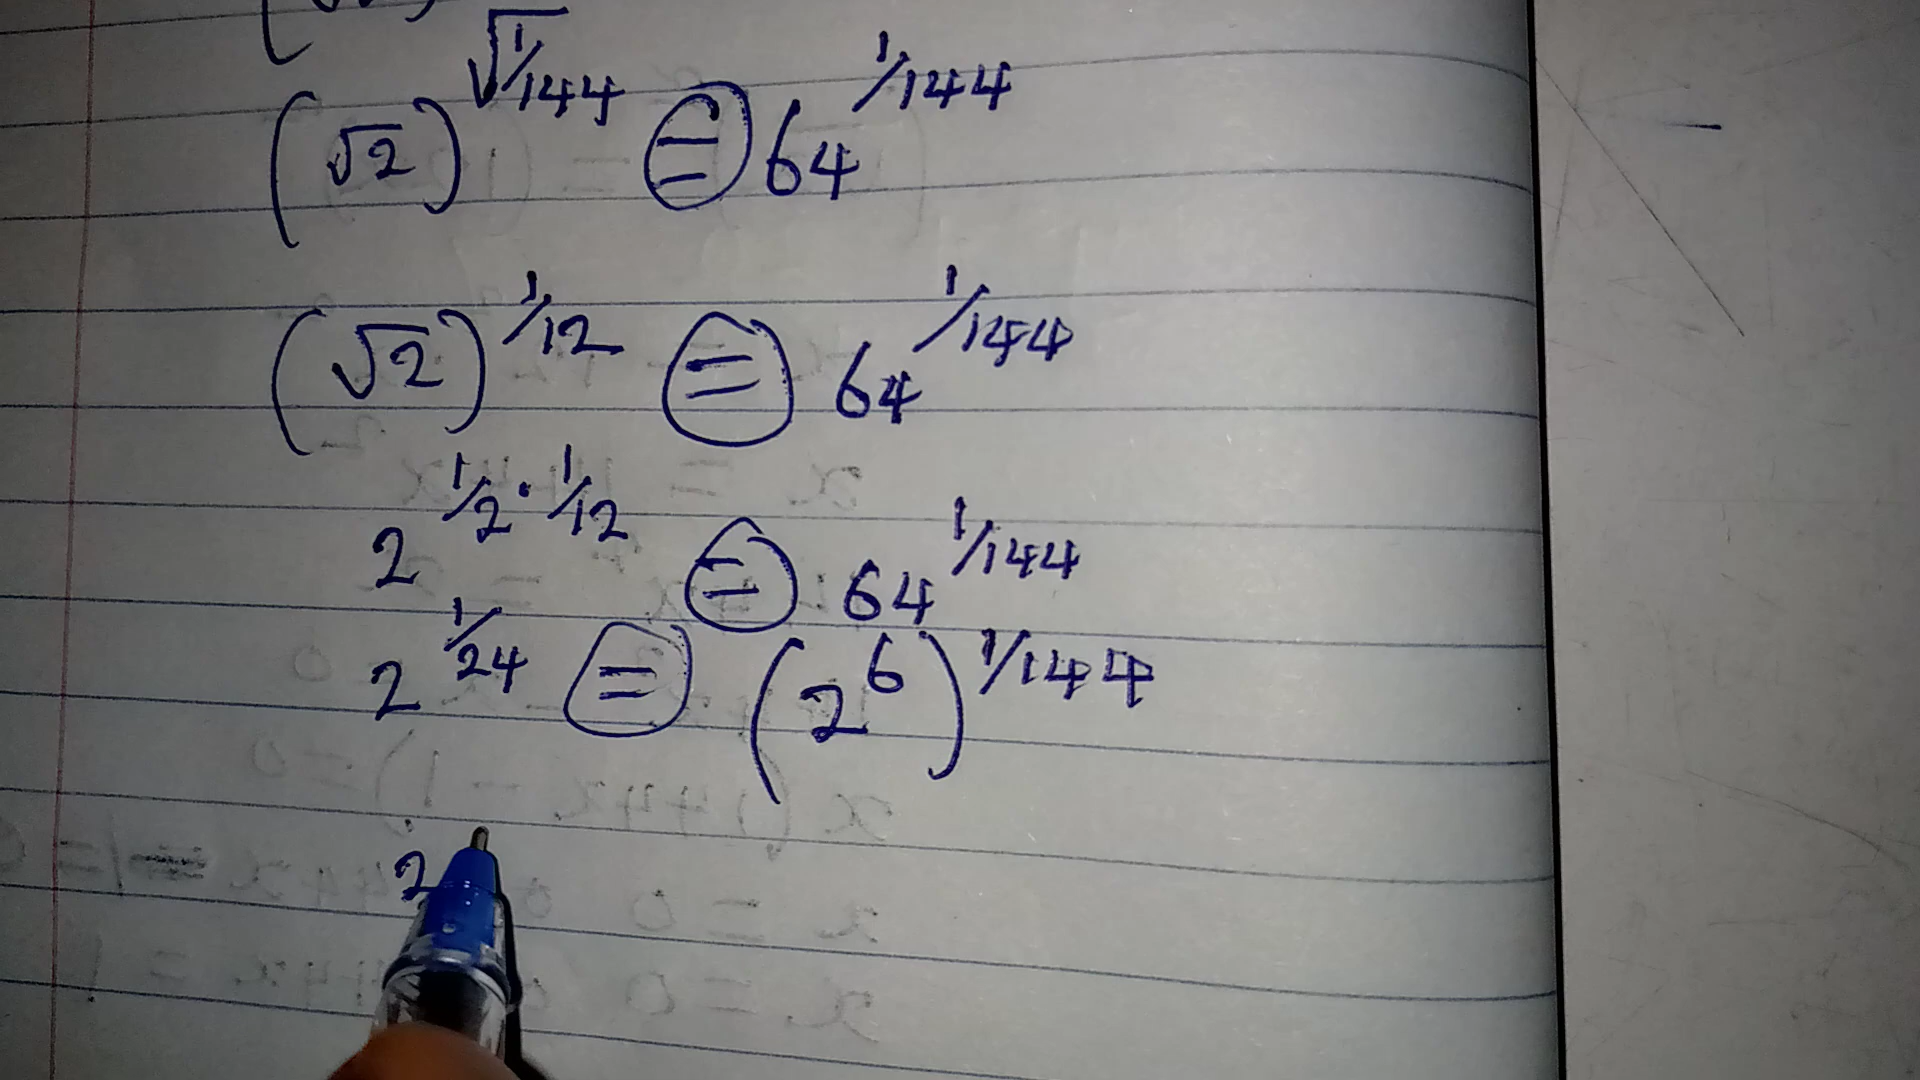 (√2)^√(1/144) = 64^1/144
(√2)^1/12 = 64^1/144
2^1/2·1/12 = 64^1/144
2^1/24 = (2^6)^1/144
2